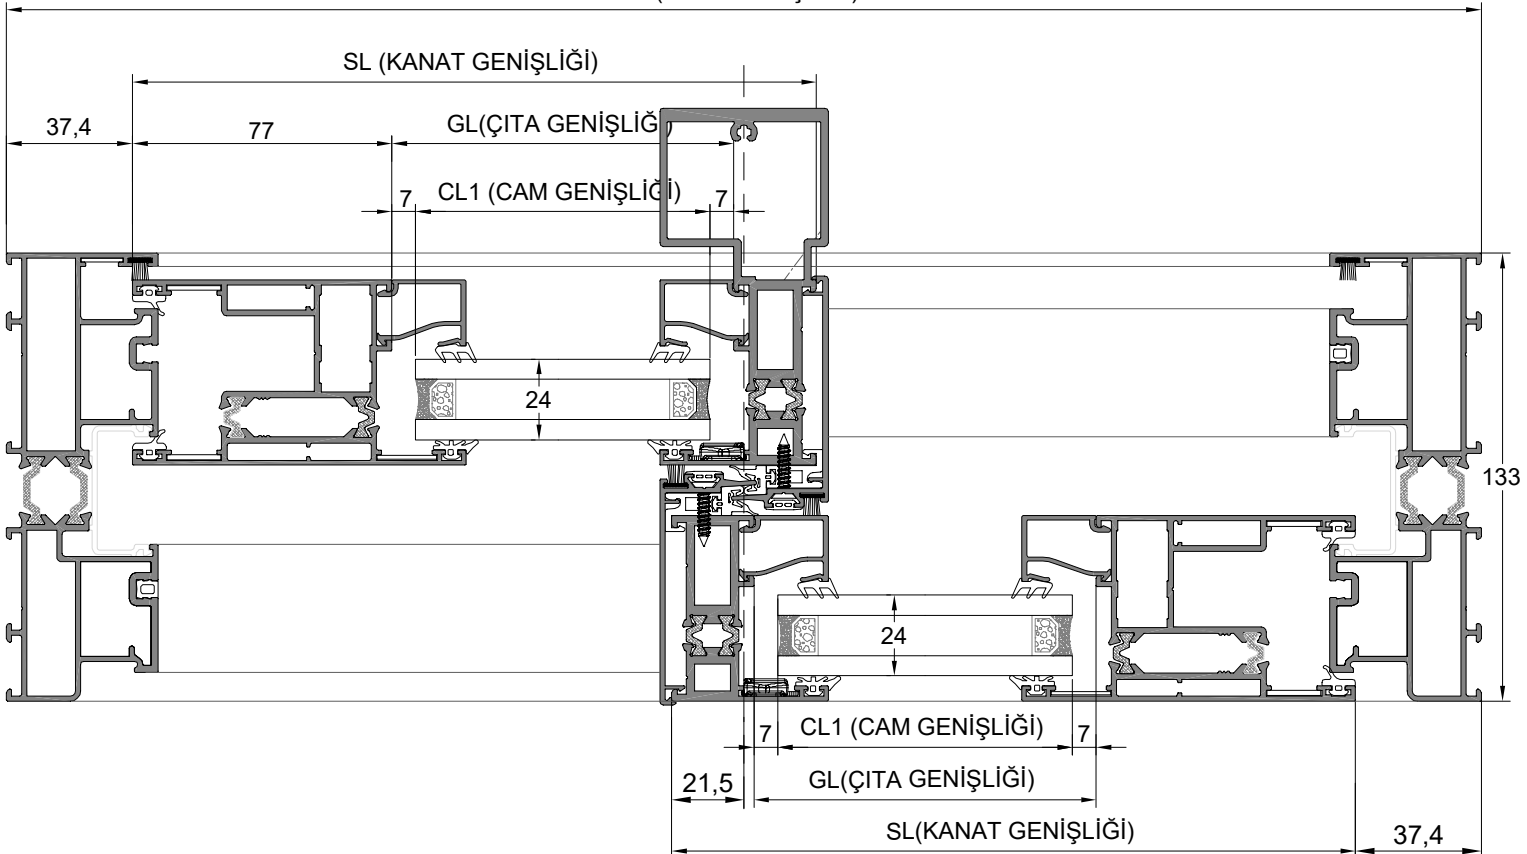 SL (KANAT GENİŞLİĞİ)
37,4
77
GL(ÇITA GENİŞLİĞİ)
7
CL1 (CAM GENİŞLİĞİ)
7
24
133
24
7
CL1 (CAM GENİŞLİĞİ)
7
21,5
GL(ÇITA GENİŞLİĞİ)
SL(KANAT GENİŞLİĞİ)
37,4